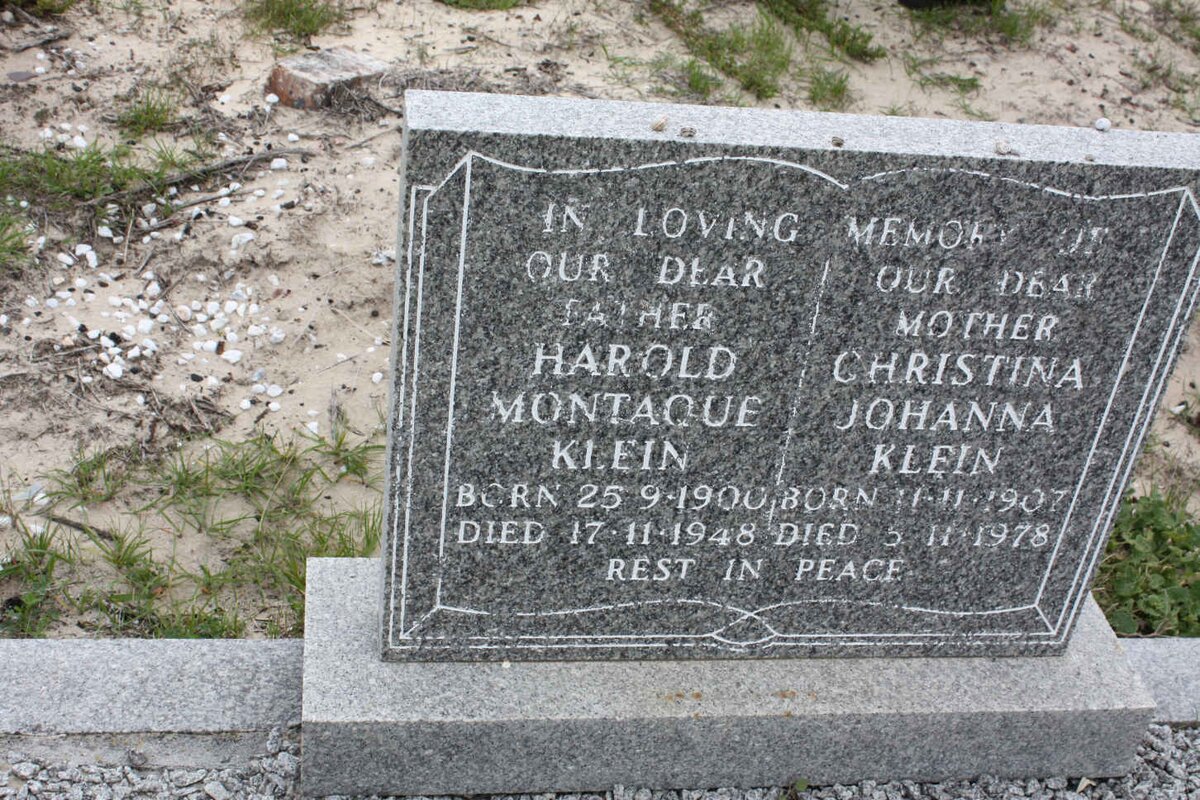 IN LOVING MEMORY OF
OUR DEAR
FATHER
HAROLD
MONTAQUE
KLEIN
BORN 25·9·1900
DIED 17·11·1948
OUR DEAR
MOTHER
CHRISTINA
JOHANNA
KLEIN
BORN 11·11·1907
DIED 5 11·1978
REST IN PEACE